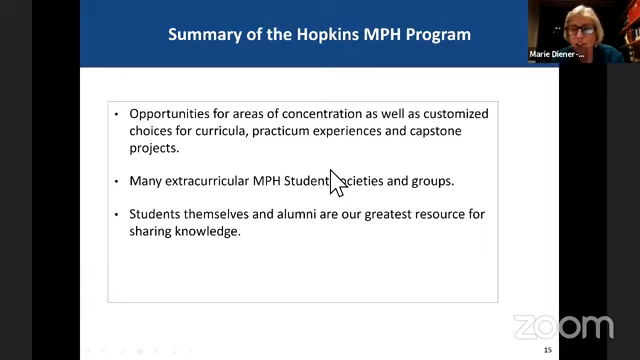 Summary of the Hopkins MPH Program
Marie Diener-...
• Opportunities for areas of concentration as well as customized
choices for curricula, practicum experiences and capstone
projects.
• Many extracurricular MPH Student societies and groups.
• Students themselves and alumni are our greatest resource for
sharing knowledge.
zoom
15